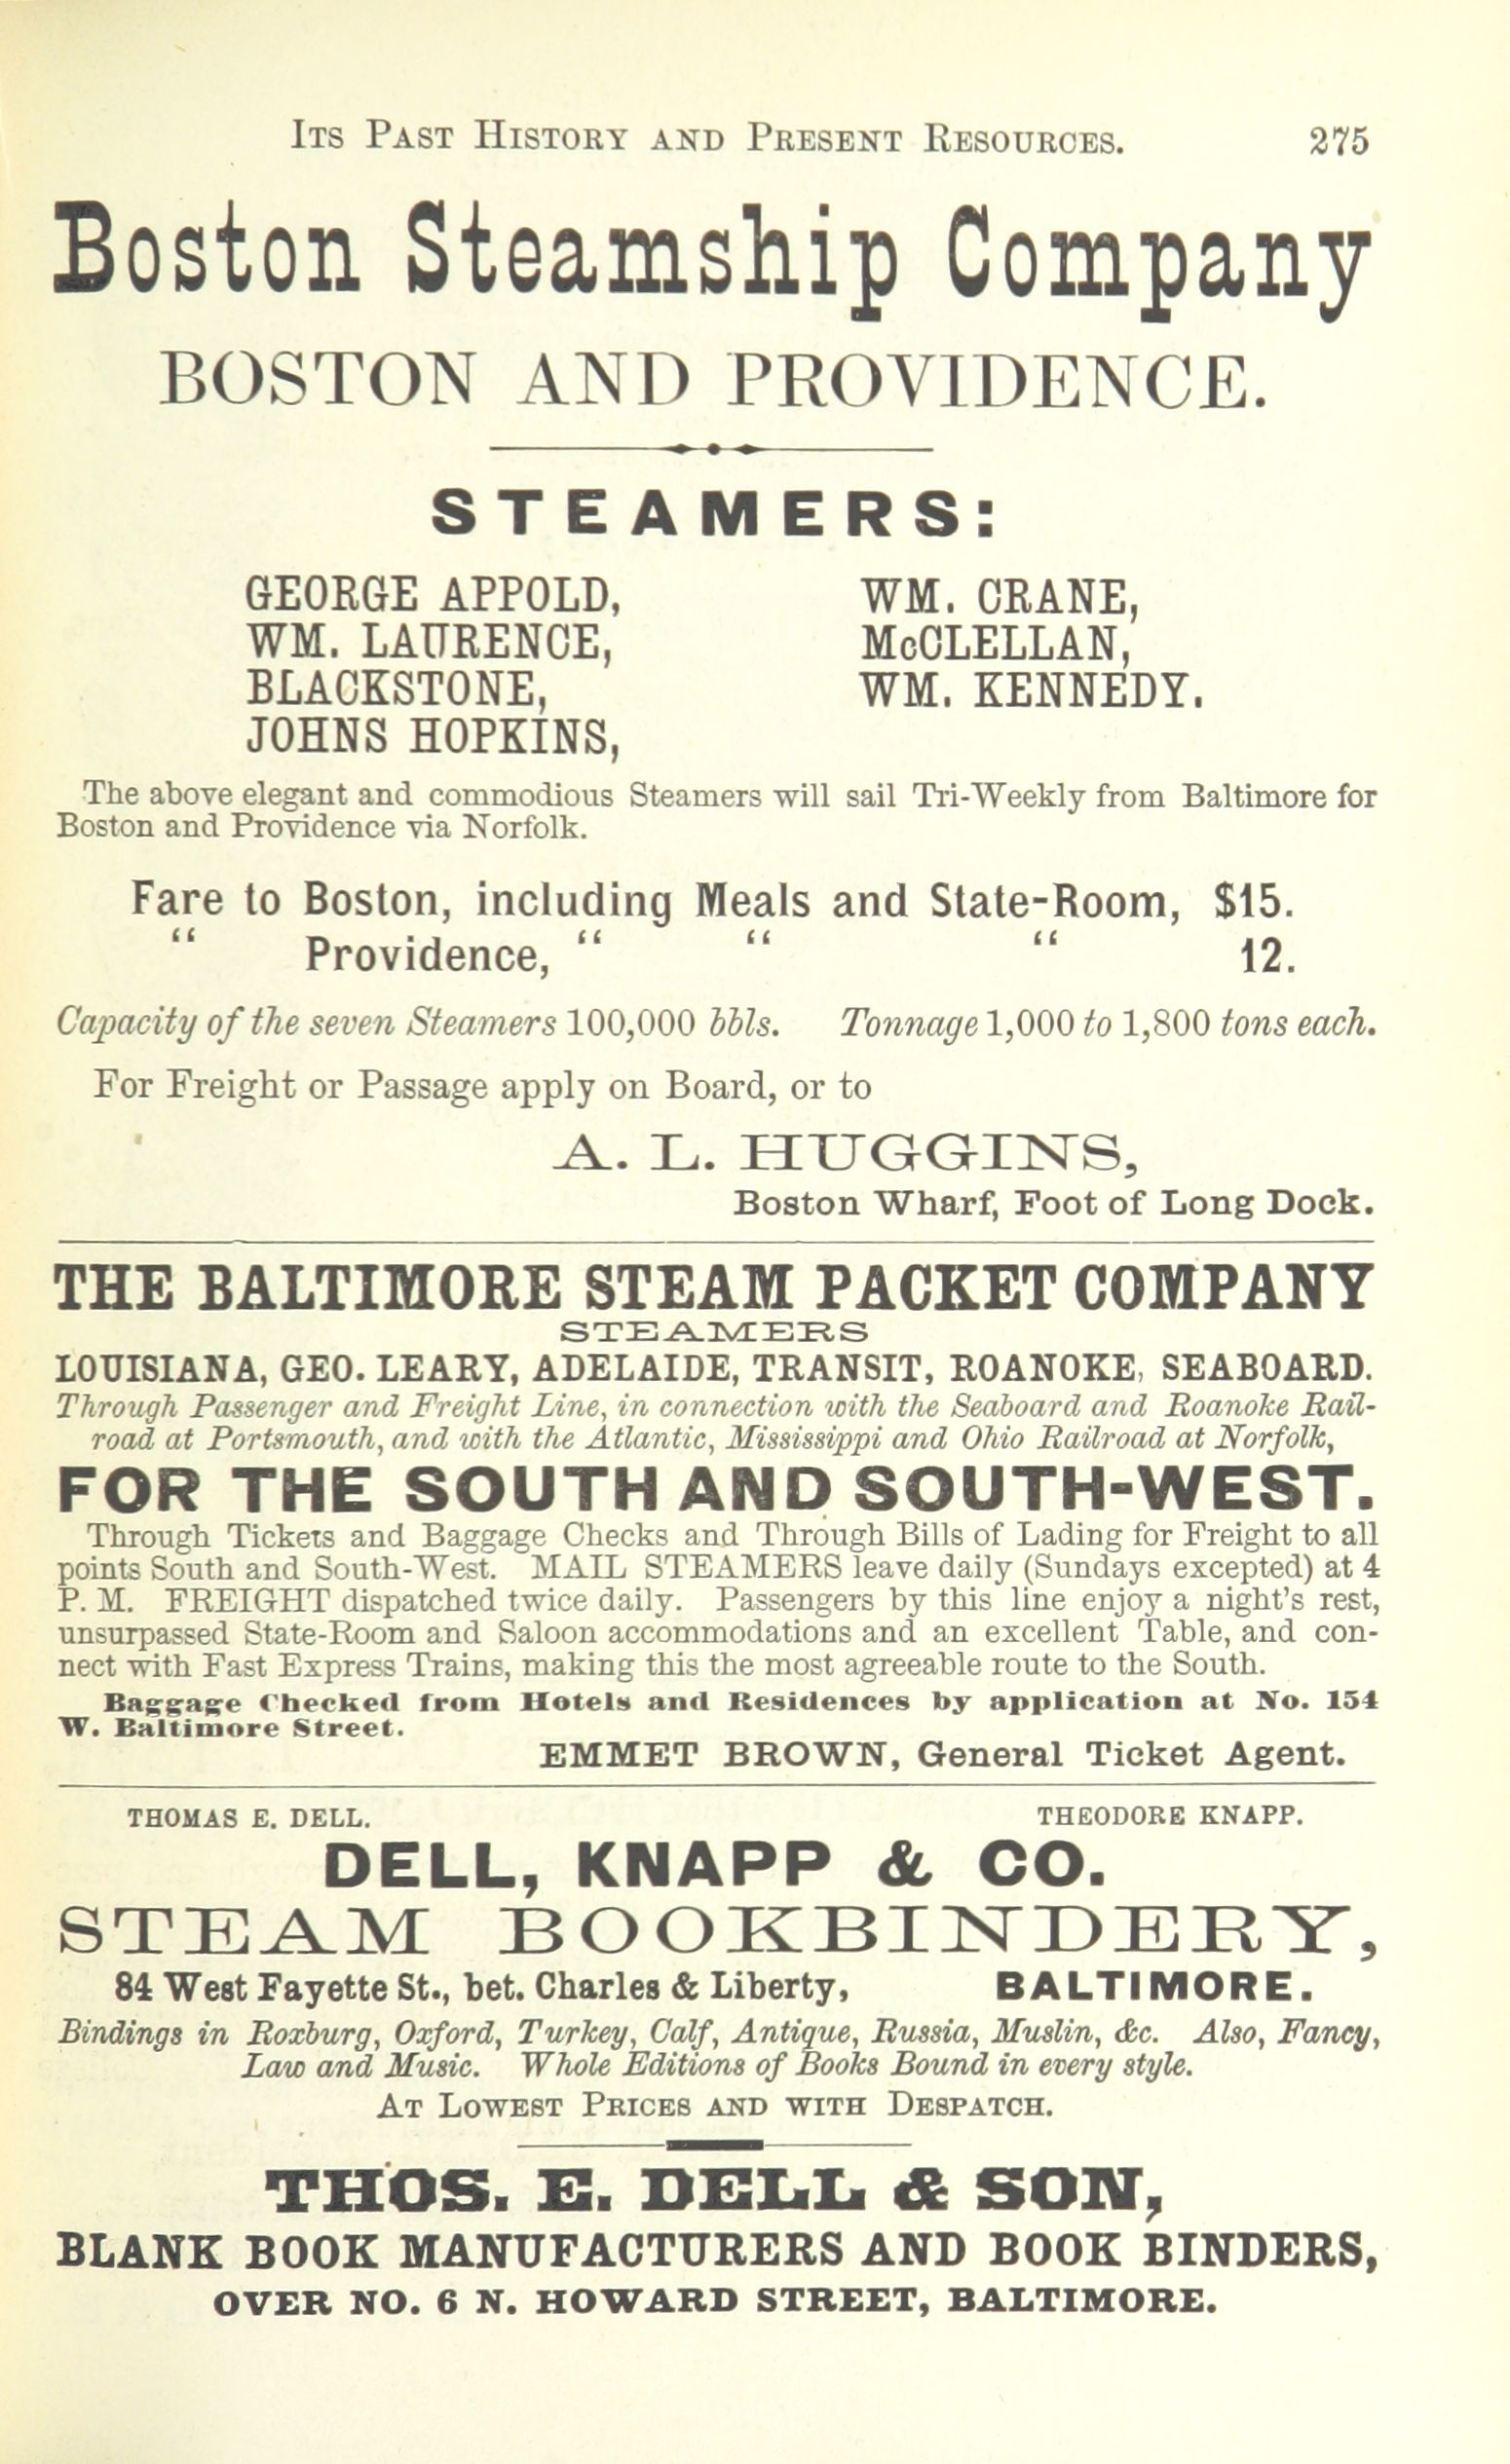 Its Past History and Present Resources. 275
Boston Steamship Company
BOSTON AND PROVIDENCE.
STEAMERS:
GEORGE APPOLD, WM. CRANE,
WM. LAURENCE, McCLELLAN,
BLACKSTONE, WM. KENNEDY.
JOHNS HOPKINS,
The above elegant and commodious Steamers will sail Tri-Weekly from Baltimore for
Boston and Providence via Norfolk.
Fare to Boston, including Meals and State-Room, $15.
“ Providence, “ “ “ 12.
Capacity of the seven Steamers 100,000 bbls. Tonnage 1,000 to 1,800 tons each.
For Freight or Passage apply on Board, or to
A. L. HUGGINS,
Boston Wharf, Foot of Long Dock.
THE BALTIMORE STEAM PACKET COMPANY
STEAMERS
LOUISIANA, GEO. LEARY, ADELAIDE, TRANSIT, ROANOKE, SEABOARD.
Through Passenger and Freight Line, in connection with the Seaboard and Roanoke Rail-
road at Portsmouth, and with the Atlantic, Mississippi and Ohio Railroad at Norfolk,
FOR THE SOUTH AND SOUTH-WEST.
Through Tickets and Baggage Checks and Through Bills of Lading for Freight to all
points South and South-West. MAIL STEAMERS leave daily (Sundays excepted) at 4
P. M. FREIGHT dispatched twice daily. Passengers by this line enjoy a night's rest,
unsurpassed State-Room and Saloon accommodations and an excellent Table, and con-
nect with Fast Express Trains, making this the most agreeable route to the South.
Baggage Checked from Hotels and Residences by application at No. 154
W. Baltimore Street.
EMMET BROWN, General Ticket Agent.
THOMAS E. DELL. THEODORE KNAPP.
DELL, KNAPP & CO.
STEAM BOOKBINDERY,
84 West Fayette St., bet. Charles & Liberty, BALTIMORE.
Bindings in Roxburg, Oxford, Turkey, Calf, Antique, Russia, Muslin, &c. Also, Fancy,
Law and Music. Whole Editions of Books Bound in every style.
At Lowest Prices and with Despatch.
THOS. E. DELL & SON,
BLANK BOOK MANUFACTURERS AND BOOK BINDERS,
OVER NO. 6 N. HOWARD STREET, BALTIMORE.